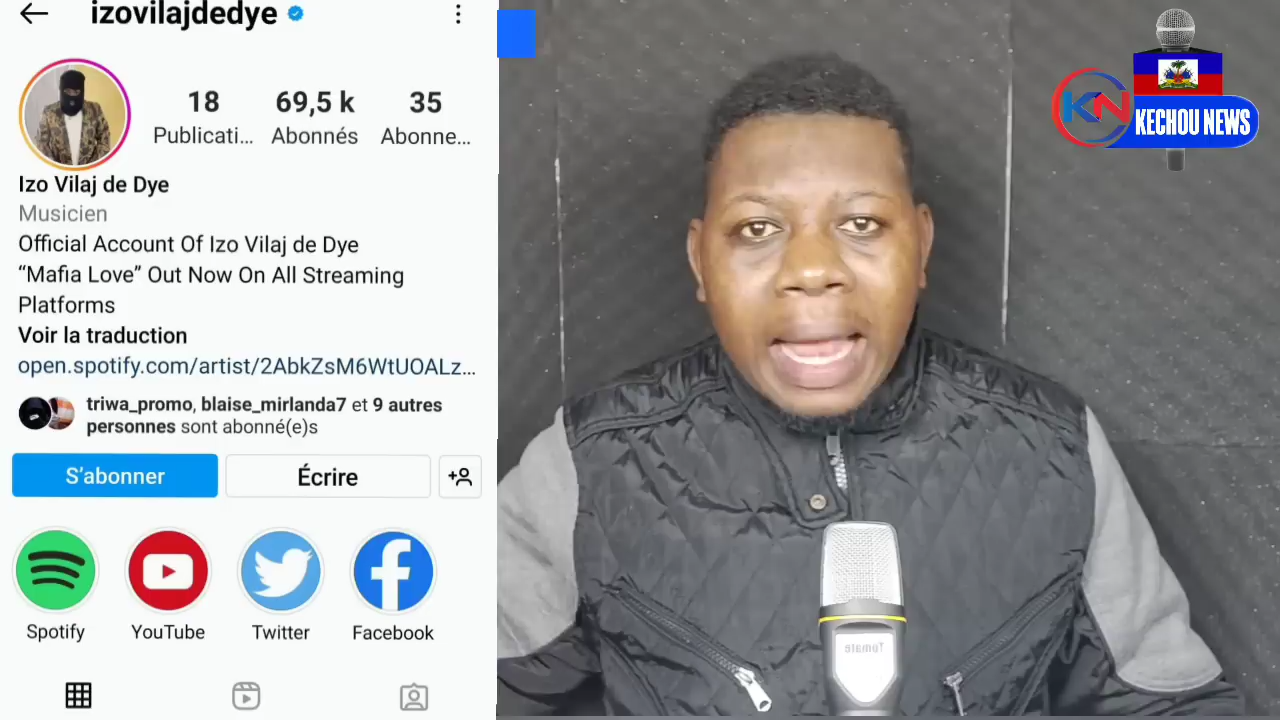 izovilajdedye
18
Publicati...
69,5 k
Abonnés
35
Abonne...
Izo Vilaj de Dye
Musicien
Official Account Of Izo Vilaj de Dye
“Mafia Love” Out Now On All Streaming
Platforms
Voir la traduction
open.spotify.com/artist/2AbkZsM6WtUOALz...
triwa_promo, blaise_mirlanda7 et 9 autres
personnes sont abonné(e)s
S'abonner
Écrire
Spotify
YouTube
Twitter
Facebook
KN
KECHOU NEWS
Tomate